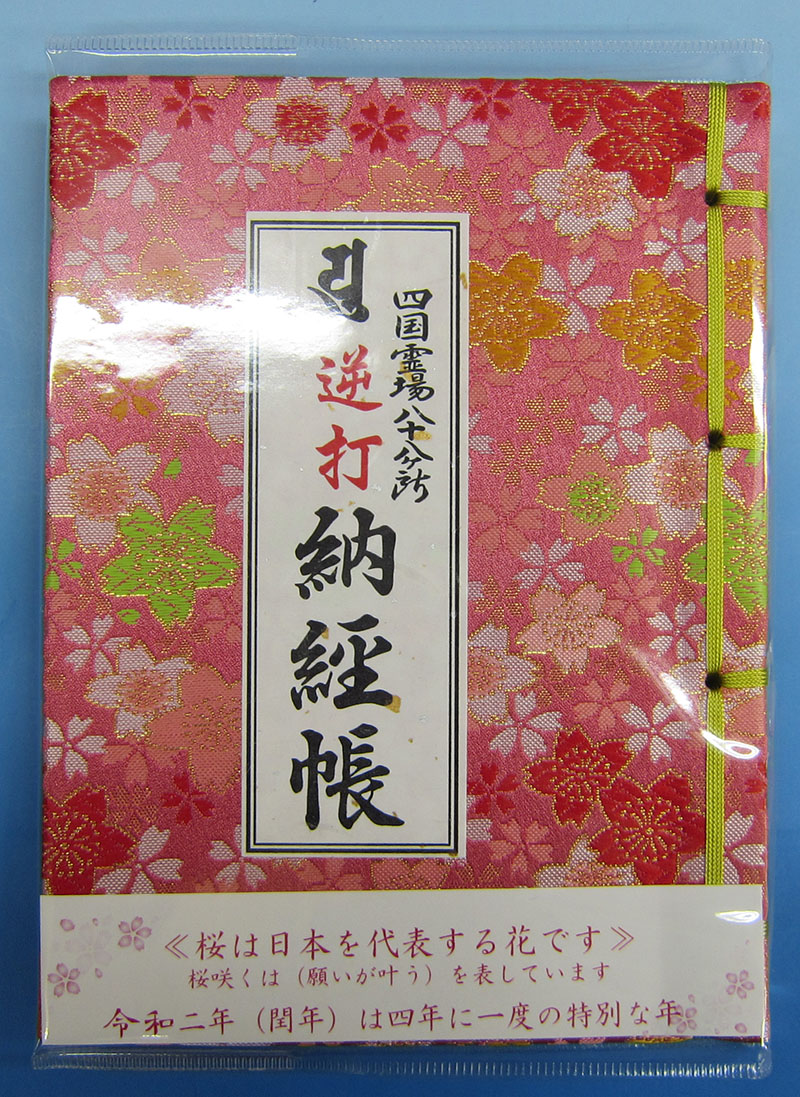 四国霊場八十八ヶ所
逆打納経帳
≪桜は日本を代表する花です≫
桜咲くは（願いが叶う）を表しています
令和二年（閏年）は四年に一度の特別な年